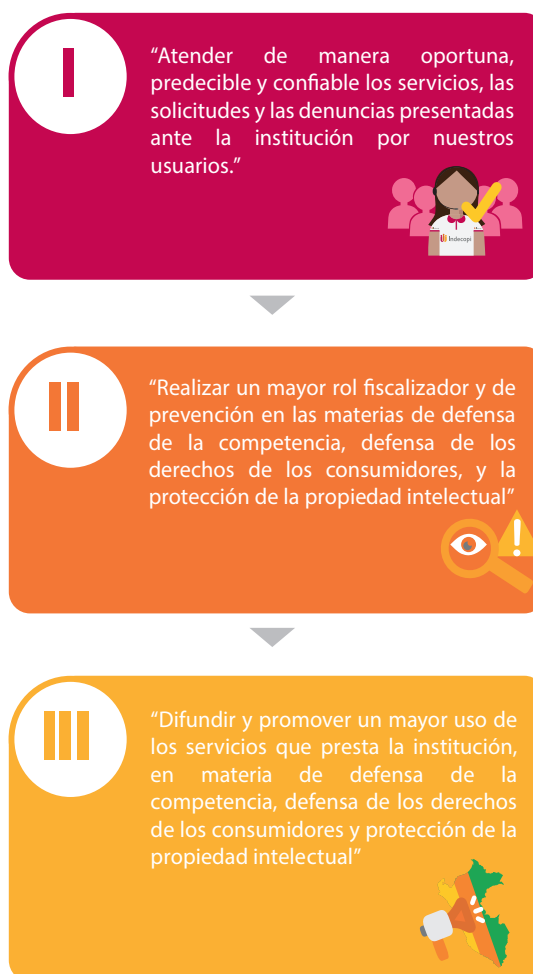 I
“Atender de manera oportuna,
predecible y confiable los servicios, las
solicitudes y las denuncias presentadas
ante la institución por nuestros
usuarios.”
Indecopi
II
“Realizar un mayor rol fiscalizador y de
prevención en las materias de defensa
de la competencia, defensa de los
derechos de los consumidores, y la
protección de la propiedad intelectual”
III
“Difundir y promover un mayor uso de
los servicios que presta la institución,
en materia de defensa de la
competencia, defensa de los derechos
de los consumidores y protección de la
propiedad intelectual”